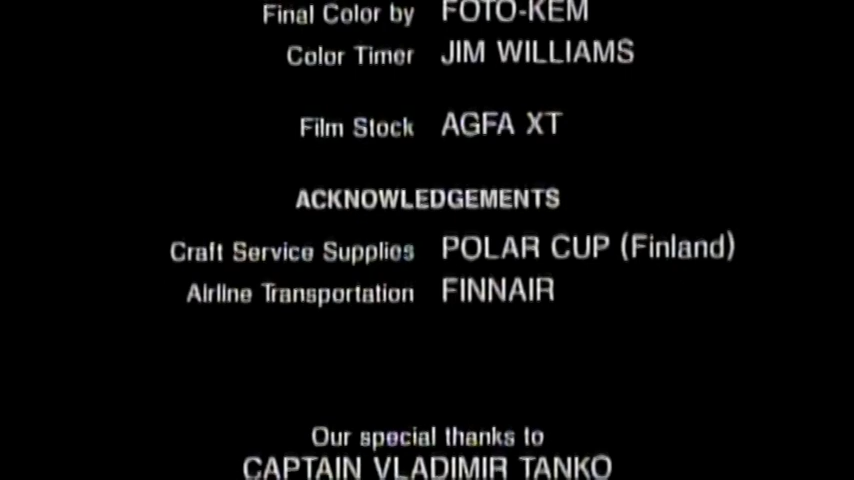 Final Color by FOTO-KEM
Color Timer JIM WILLIAMS
Film Stock AGFA XT
ACKNOWLEDGEMENTS
Craft Service Supplies POLAR CUP (Finland)
Airline Transportation FINNAIR
Our special thanks to
CAPTAIN VLADIMIR TANKO